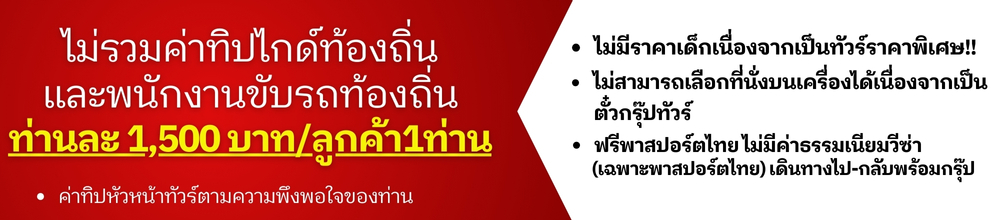 ไม่รวมค่าทิปไกด์ท้องถิ่น
และพนักงานขับรถท้องถิ่น
ท่านละ 1,500 บาท/ลูกค้า1ท่าน
• ค่าทิปหัวหน้าทัวร์ตามความพึงพอใจของท่าน
• ไม่มีราคาเด็กเนื่องจากเป็นทัวร์ราคาพิเศษ!!
• ไม่สามารถเลือกที่นั่งบนเครื่องได้เนื่องจากเป็น
ตั๋วกรุ๊ปทัวร์
• ฟรีพาสปอร์ตไทย ไม่มีค่าธรรมเนียมวีซ่า
(เฉพาะพาสปอร์ตไทย) เดินทางไป-กลับพร้อมกรุ๊ป